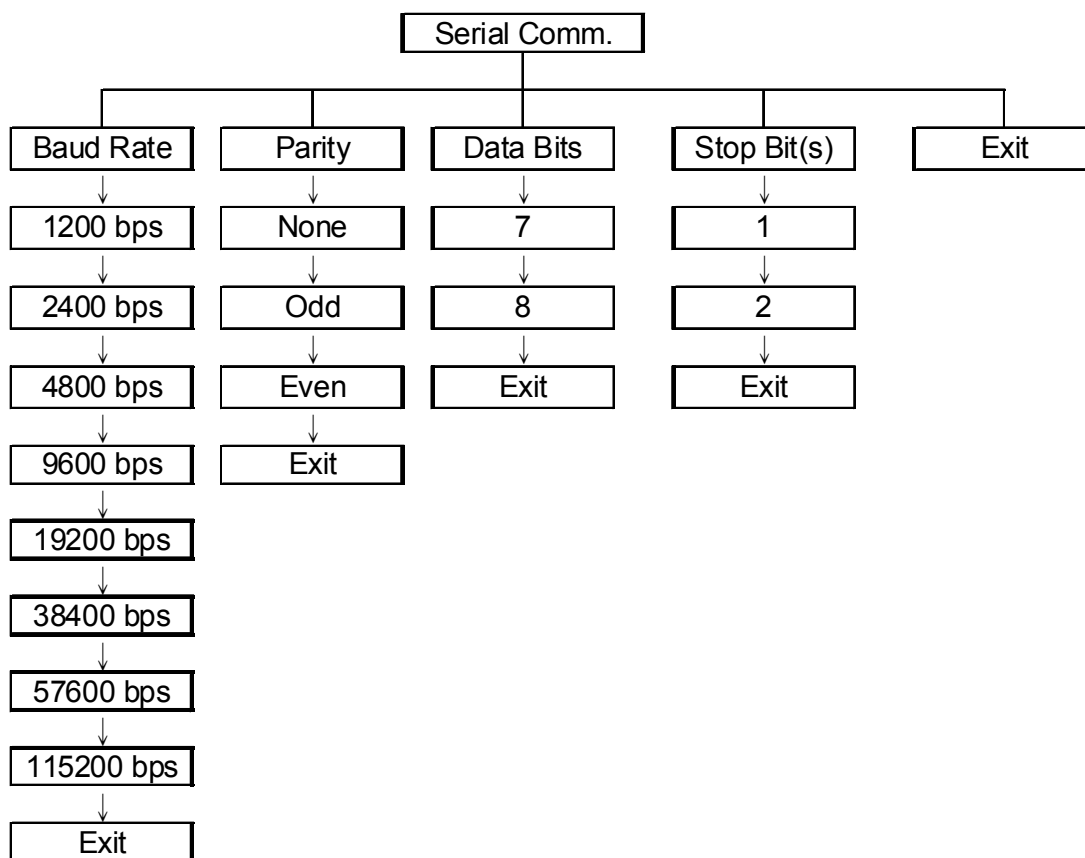 Serial Comm.
Baud Rate
Parity
Data Bits
Stop Bit(s)
Exit
1200 bps
None
7
1
2400 bps
Odd
8
2
4800 bps
Even
Exit
Exit
9600 bps
Exit
19200 bps
38400 bps
57600 bps
115200 bps
Exit